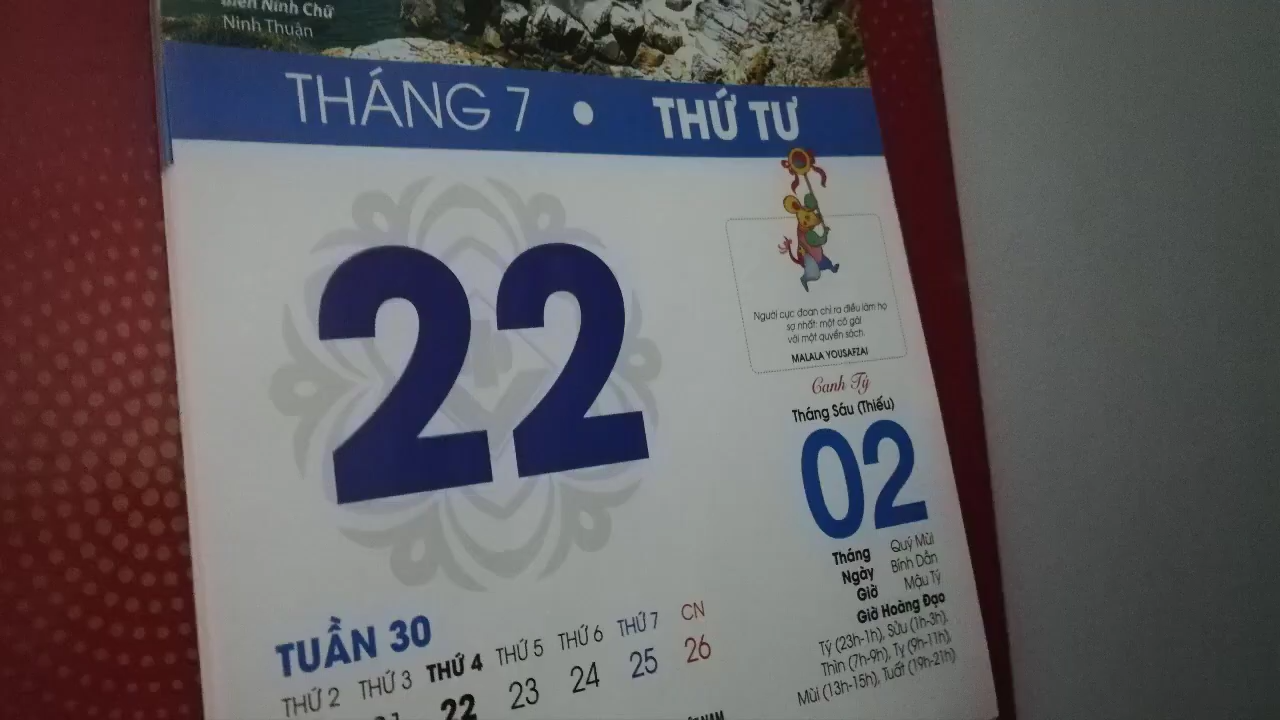 Biển Ninh Chữ
Ninh Thuận
THÁNG 7 • THỨ TƯ
22
Người cực đoan chỉ ra điều làm họ
sợ nhất: một cô gái
với một quyển sách.
MALALA YOUSAFZAI
Canh Tý
Tháng Sáu (Thiếu)
02
Tháng Quý Mùi
Ngày Bính Dần
Giờ Mậu Tý
Giờ Hoàng Đạo
Tý (23h-1h), Sửu (1h-3h),
Thìn (7h-9h), Tỵ (9h-11h),
Mùi (13h-15h), Tuất (19h-21h)
TUẦN 30
THỨ 2 THỨ 3 THỨ 4 THỨ 5 THỨ 6 THỨ 7 CN
21 22 23 24 25 26